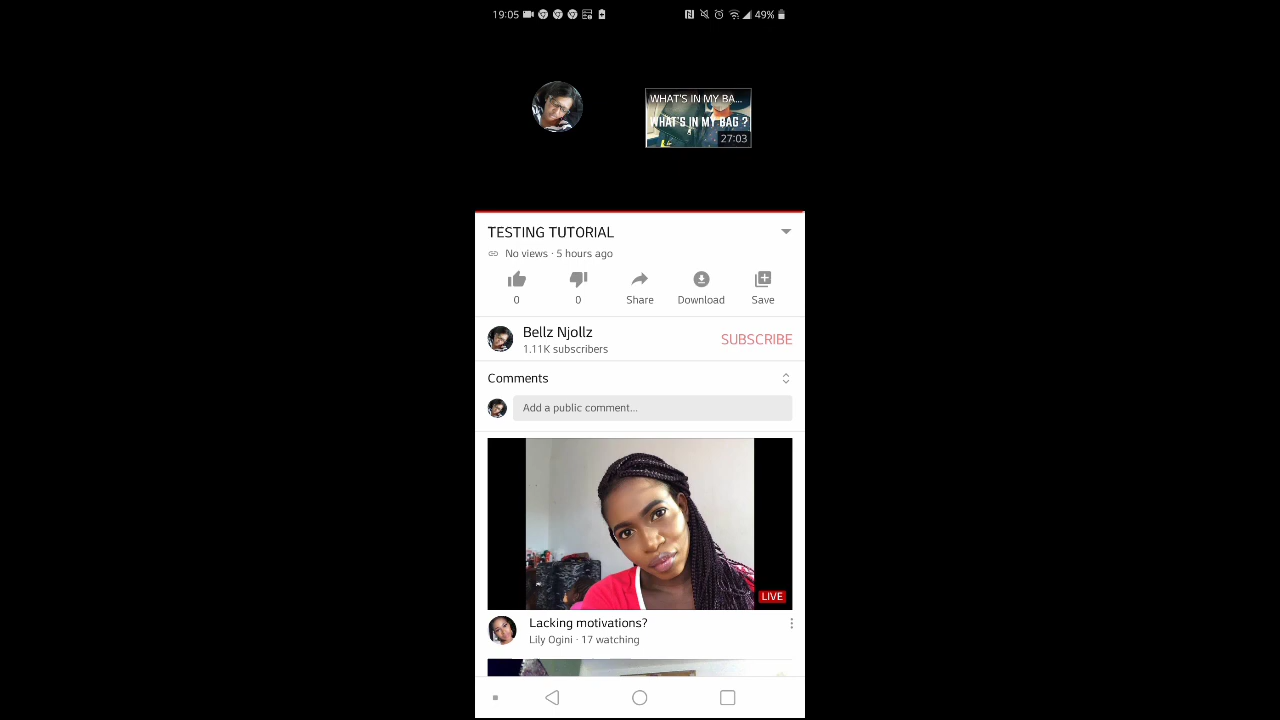 19:05
49%
WHAT'S IN MY BA...
WHAT'S IN MY BAG ?
27:03
TESTING TUTORIAL
No views · 5 hours ago
0
0
Share
Download
Save
Bellz Njollz
1.11K subscribers
SUBSCRIBE
Comments
Add a public comment...
LIVE
Lacking motivations?
Lily Ogini · 17 watching